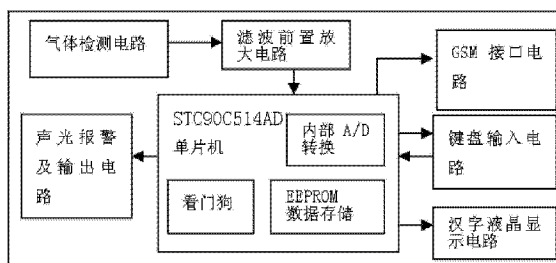 气体检测电路
滤波前置放
大电路
GSM 接口电
路
STC90C514AD
单片机
内部 A/D
转换
声光报警
及输出电
路
键盘输入电
路
看门狗
EEPROM
数据存储
汉字液晶显
示电路